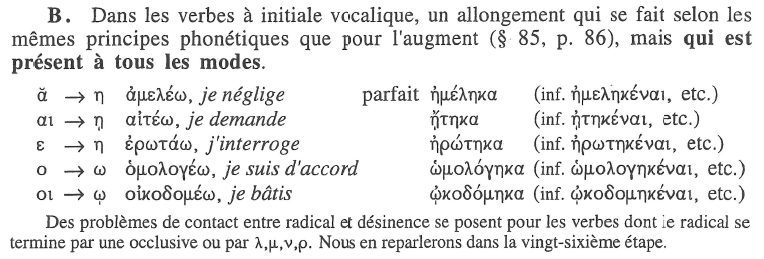 B. Dans les verbes à initiale vocalique, un allongement qui se fait selon les
mêmes principes phonétiques que pour l'augment (§ 85, p. 86), mais qui est
présent à tous les modes.
ᾰ → η ἀμελέω, je néglige parfait ἠμέληκα (inf. ἠμεληκέναι, etc.)
αι → ῃ αἰτέω, je demande ᾔτηκα (inf. ᾐτηκέναι, etc.)
ε → η ἐρωτάω, j'interroge ἠρώτηκα (inf. ἠρωτηκέναι, etc.)
ο → ω ὁμολογέω, je suis d'accord ὡμολόγηκα (inf. ὡμολογηκέναι, etc.)
οι → ῳ οἰκοδομέω, je bâtis ᾠκοδόμηκα (inf. ᾠκοδομηκέναι, etc.)
Des problèmes de contact entre radical et désinence se posent pour les verbes dont le radical se
termine par une occlusive ou par λ,μ,ν,ρ. Nous en reparlerons dans la vingt-sixième étape.